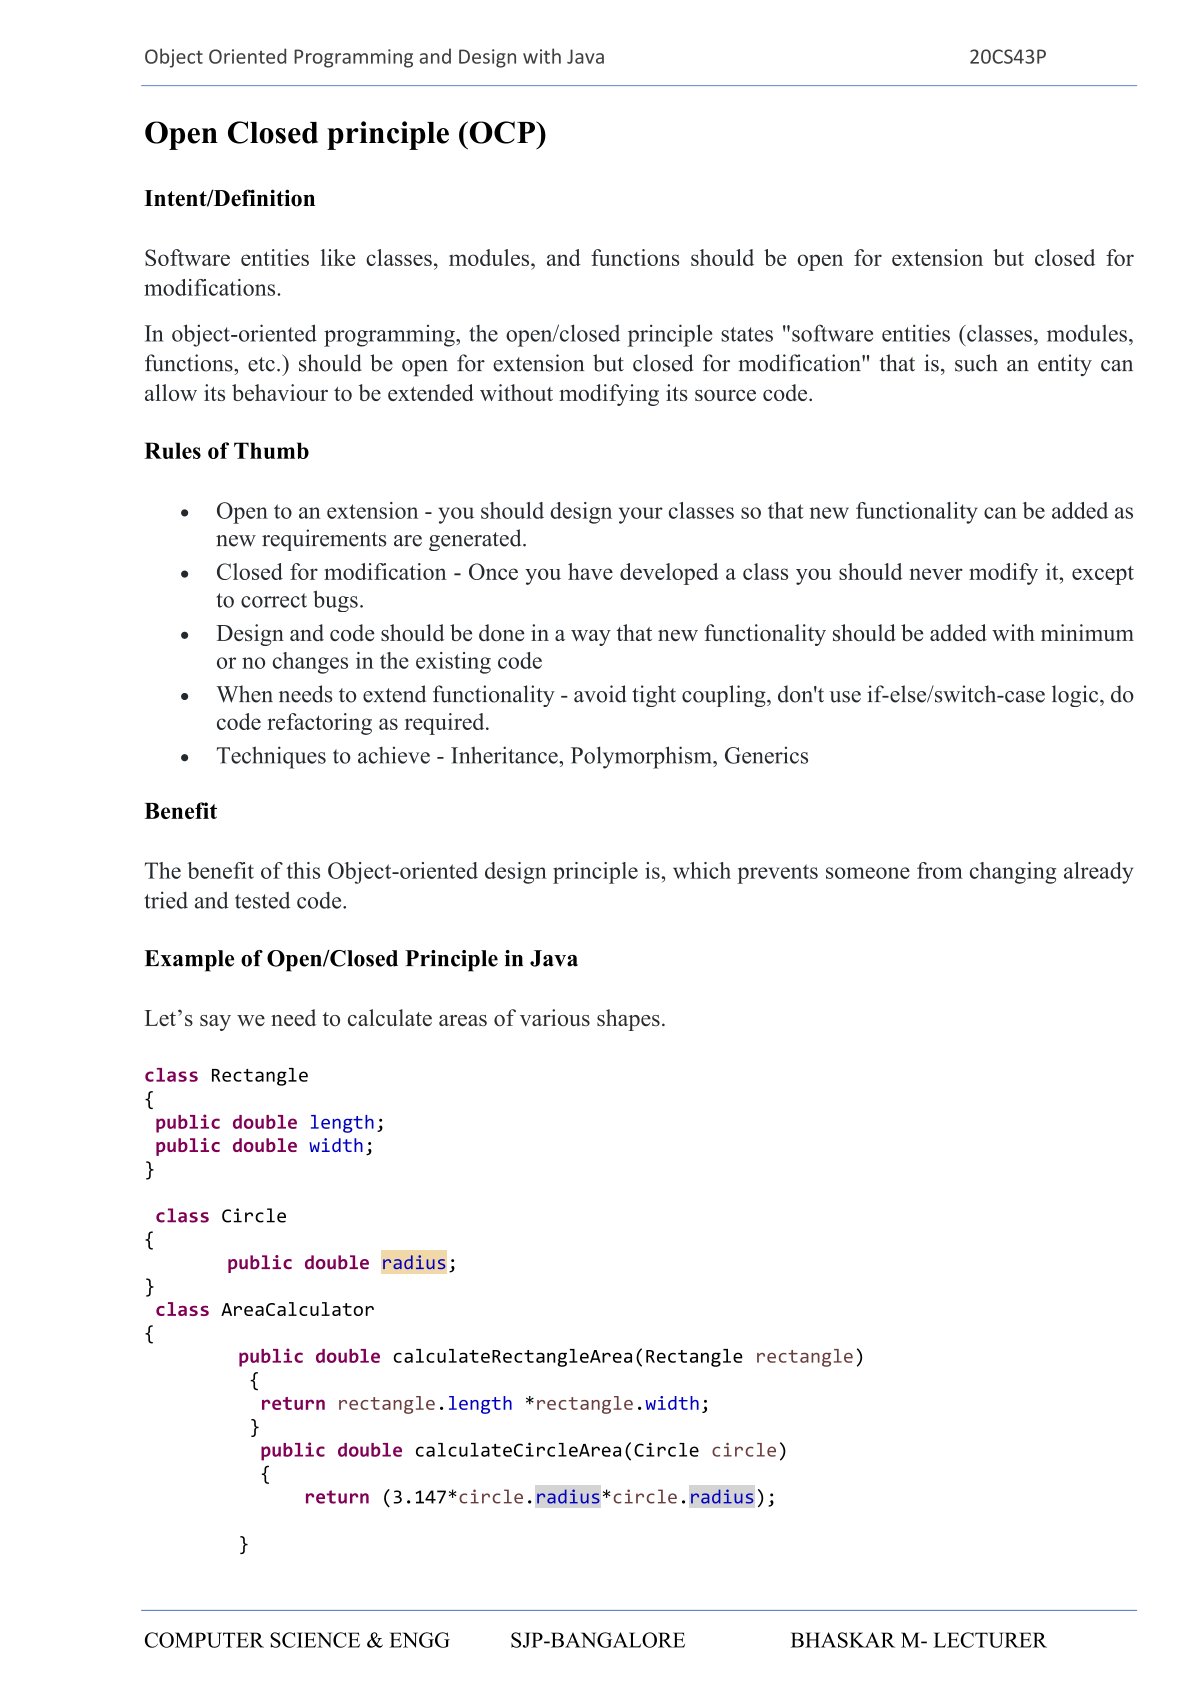 Object Oriented Programming and Design with Java 20CS43P
Open Closed principle (OCP)
Intent/Definition
Software entities like classes, modules, and functions should be open for extension but closed for
modifications.
In object-oriented programming, the open/closed principle states "software entities (classes, modules,
functions, etc.) should be open for extension but closed for modification" that is, such an entity can
allow its behaviour to be extended without modifying its source code.
Rules of Thumb
• Open to an extension - you should design your classes so that new functionality can be added as
new requirements are generated.
• Closed for modification - Once you have developed a class you should never modify it, except
to correct bugs.
• Design and code should be done in a way that new functionality should be added with minimum
or no changes in the existing code
• When needs to extend functionality - avoid tight coupling, don't use if-else/switch-case logic, do
code refactoring as required.
• Techniques to achieve - Inheritance, Polymorphism, Generics
Benefit
The benefit of this Object-oriented design principle is, which prevents someone from changing already
tried and tested code.
Example of Open/Closed Principle in Java
Let’s say we need to calculate areas of various shapes.
class Rectangle
{
public double length;
public double width;
}
class Circle
{
public double radius;
}
class AreaCalculator
{
public double calculateRectangleArea(Rectangle rectangle)
{
return rectangle.length *rectangle.width;
}
public double calculateCircleArea(Circle circle)
{
return (3.147*circle.radius*circle.radius);
}
COMPUTER SCIENCE & ENGG SJP-BANGALORE BHASKAR M- LECTURER